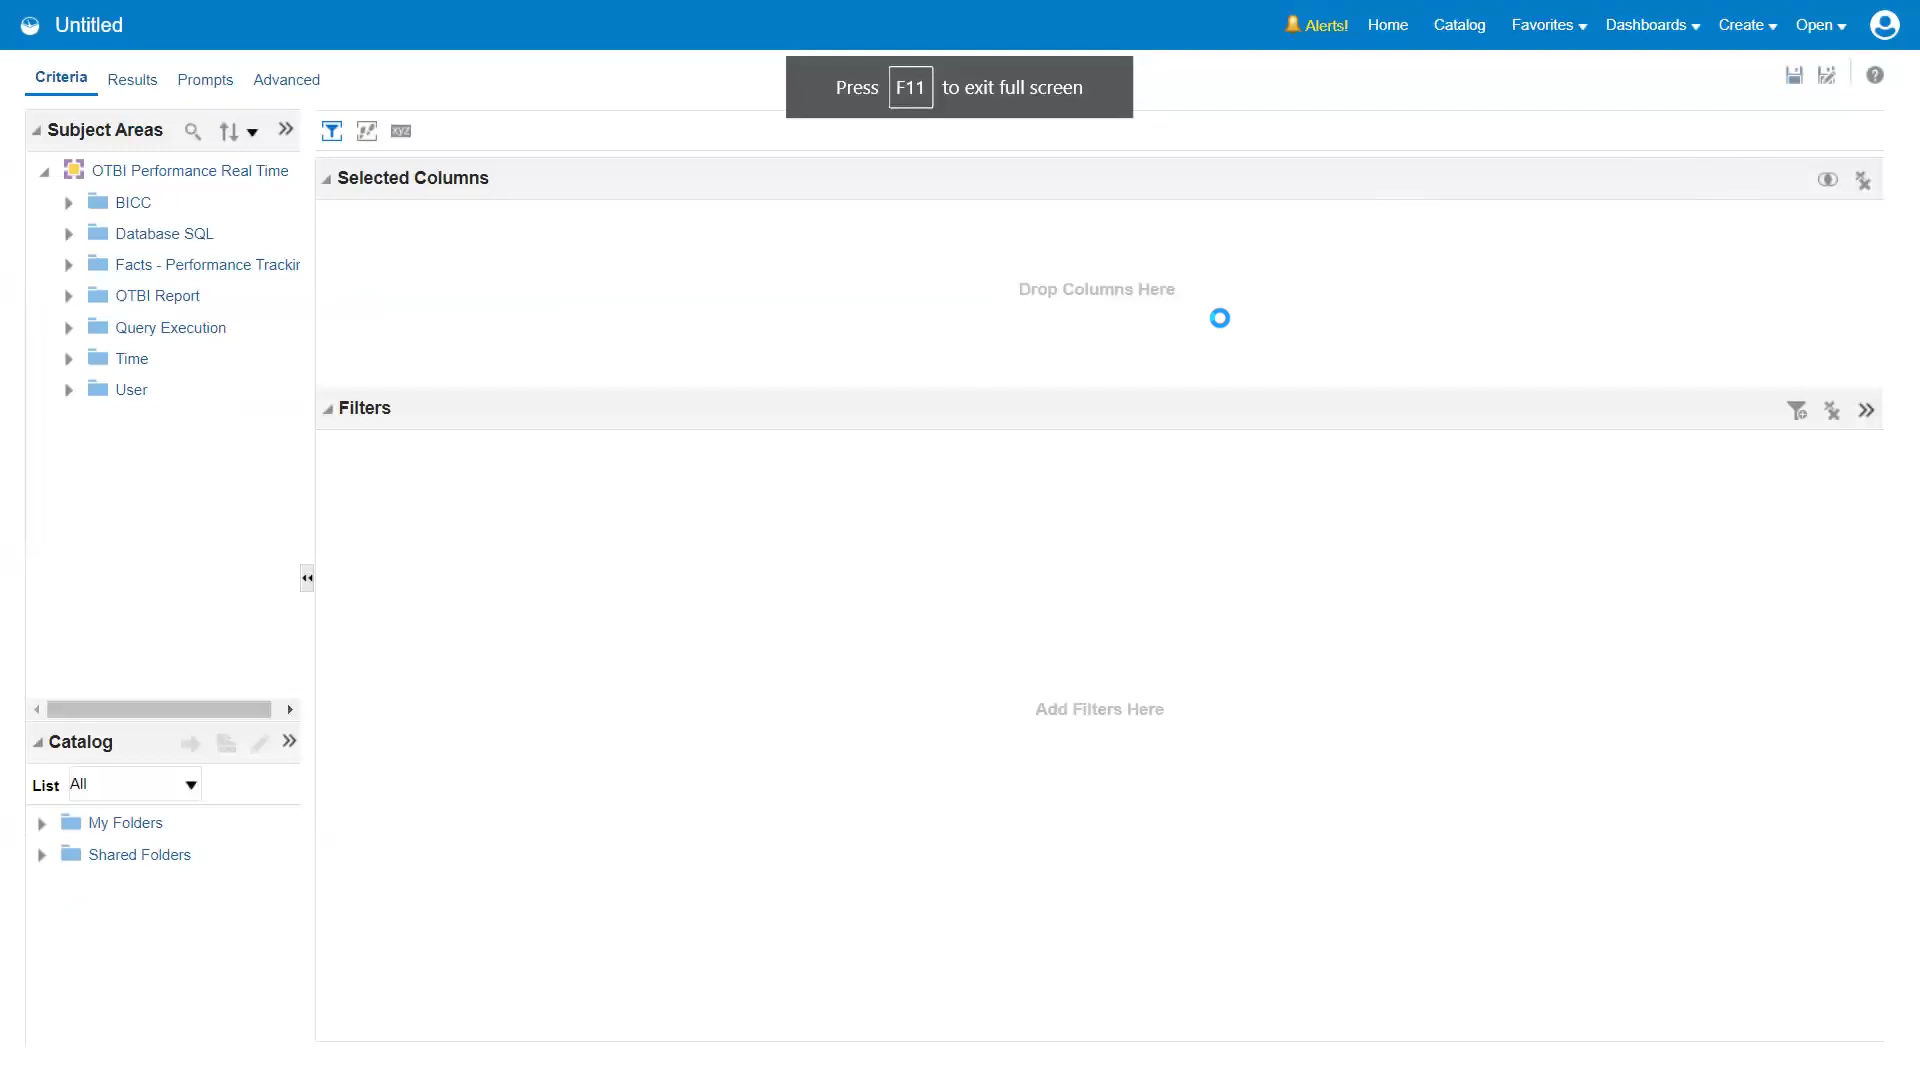 Untitled
Alerts! Home Catalog Favorites Dashboards Create Open
Criteria Results Prompts Advanced
Press F11 to exit full screen
Subject Areas
xyz
OTBI Performance Real Time
BICC
Database SQL
Facts - Performance Trackin
OTBI Report
Query Execution
Time
User
Selected Columns
Drop Columns Here
Filters
Add Filters Here
Catalog
List All
My Folders
Shared Folders